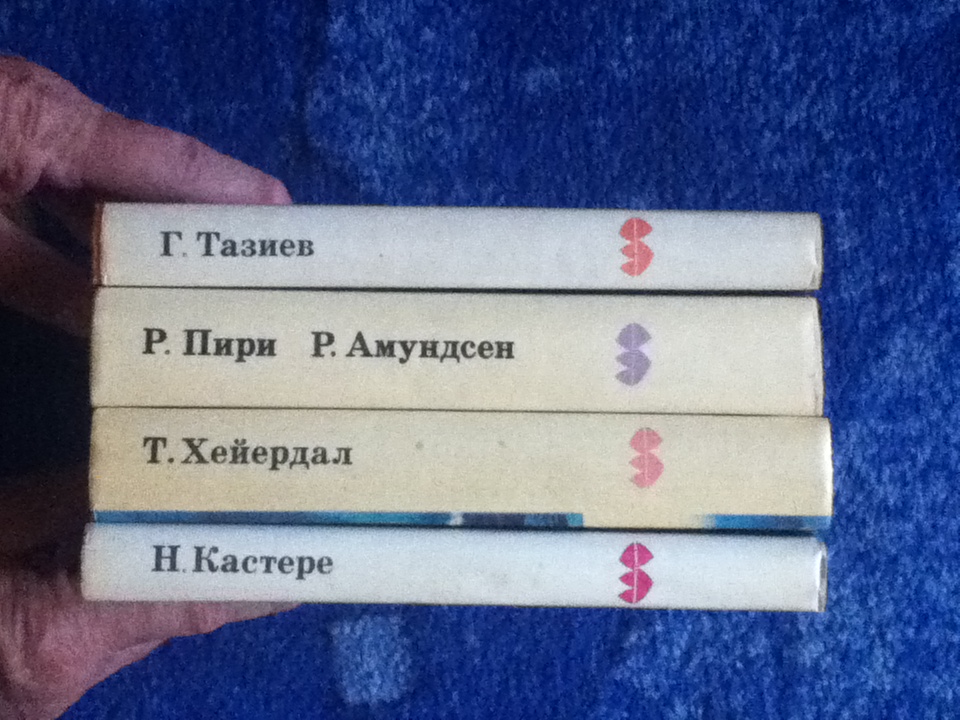 Г. Тазиев
Р. Пири Р. Амундсен
Т. Хейердал
Н. Кастере